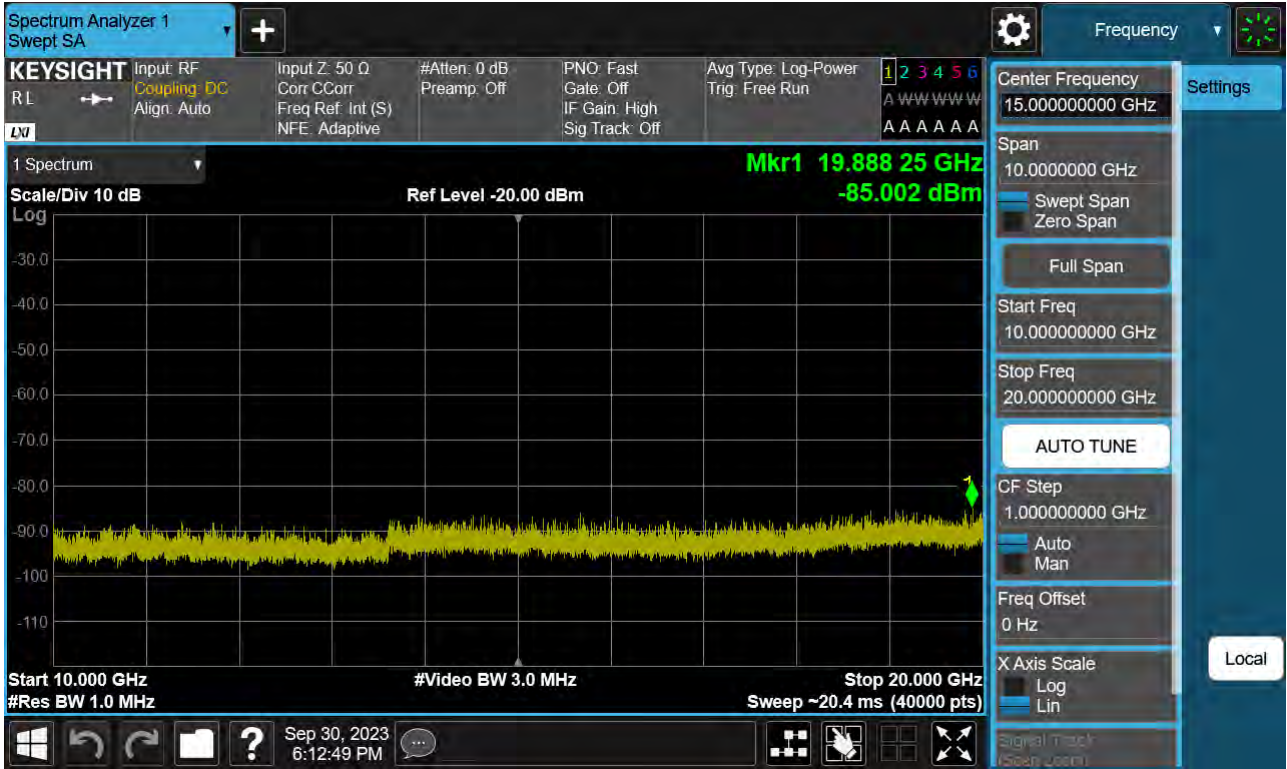 Spectrum Analyzer 1
Swept SA
Frequency
KEYSIGHT
R L
LXI
Input: RF
Coupling: DC
Align: Auto
Input Z: 50 Ω
Corr CCorr
Freq Ref: Int (S)
NFE: Adaptive
#Atten: 0 dB
Preamp: Off
PNO: Fast
Gate: Off
IF Gain: High
Sig Track: Off
Avg Type: Log-Power
Trig: Free Run
1 2 3 4 5 6
A W W W W W
A A A A A A
1 Spectrum
Mkr1 19.888 25 GHz
-85.002 dBm
Scale/Div 10 dB
Ref Level -20.00 dBm
Log
-30.0
-40.0
-50.0
-60.0
-70.0
-80.0
-90.0
-100
-110
1
Start 10.000 GHz
#Video BW 3.0 MHz
Stop 20.000 GHz
#Res BW 1.0 MHz
Sweep ~20.4 ms (40000 pts)
Center Frequency
15.000000000 GHz
Settings
Span
10.0000000 GHz
Swept Span
Zero Span
Full Span
Start Freq
10.000000000 GHz
Stop Freq
20.000000000 GHz
AUTO TUNE
CF Step
1.000000000 GHz
Auto
Man
Freq Offset
0 Hz
X Axis Scale
Log
Lin
Local
Signal Track
(Span Zoom)
?
Sep 30, 2023
6:12:49 PM